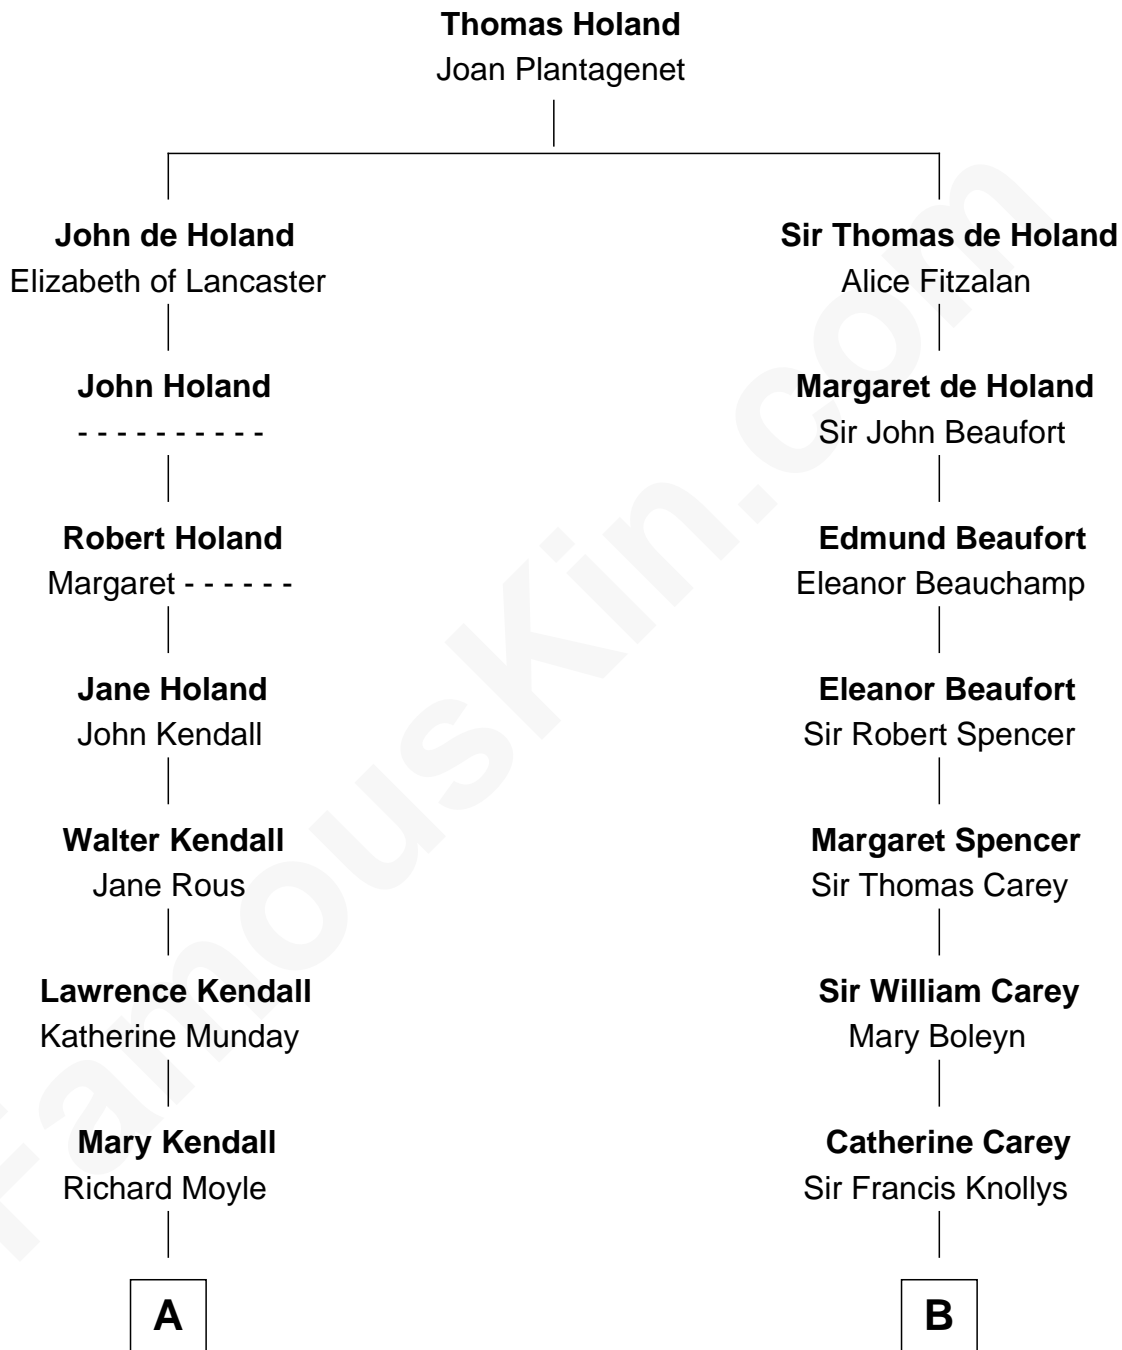 Thomas Holand
Joan Plantagenet
John de Holand
Elizabeth of Lancaster
Sir Thomas de Holand
Alice Fitzalan
John Holand
- - - - - - - - - -
Margaret de Holand
Sir John Beaufort
Robert Holand
Margaret - - - - - -
Edmund Beaufort
Eleanor Beauchamp
Jane Holand
John Kendall
Eleanor Beaufort
Sir Robert Spencer
Walter Kendall
Jane Rous
Margaret Spencer
Sir Thomas Carey
Lawrence Kendall
Katherine Munday
Sir William Carey
Mary Boleyn
Mary Kendall
Richard Moyle
Catherine Carey
Sir Francis Knollys
A
B
FamousKin.com